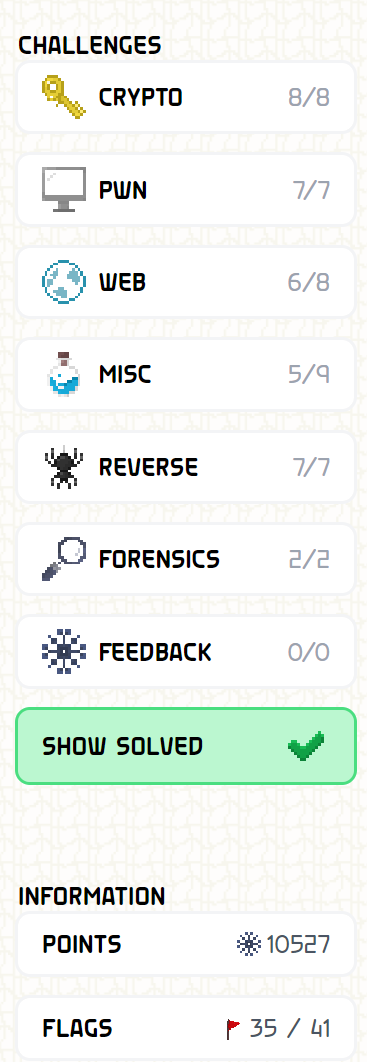 CHALLENGES
CRYPTO 8/8
PWN 7/7
WEB 6/8
MISC 5/9
REVERSE 7/7
FORENSICS 2/2
FEEDBACK 0/0
SHOW SOLVED
INFORMATION
POINTS 10527
FLAGS 35 / 41